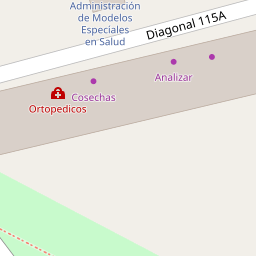 Administración
de Modelos
Especiales
en Salud
Diagonal 115A
Analizar
Cosechas
Ortopedicos